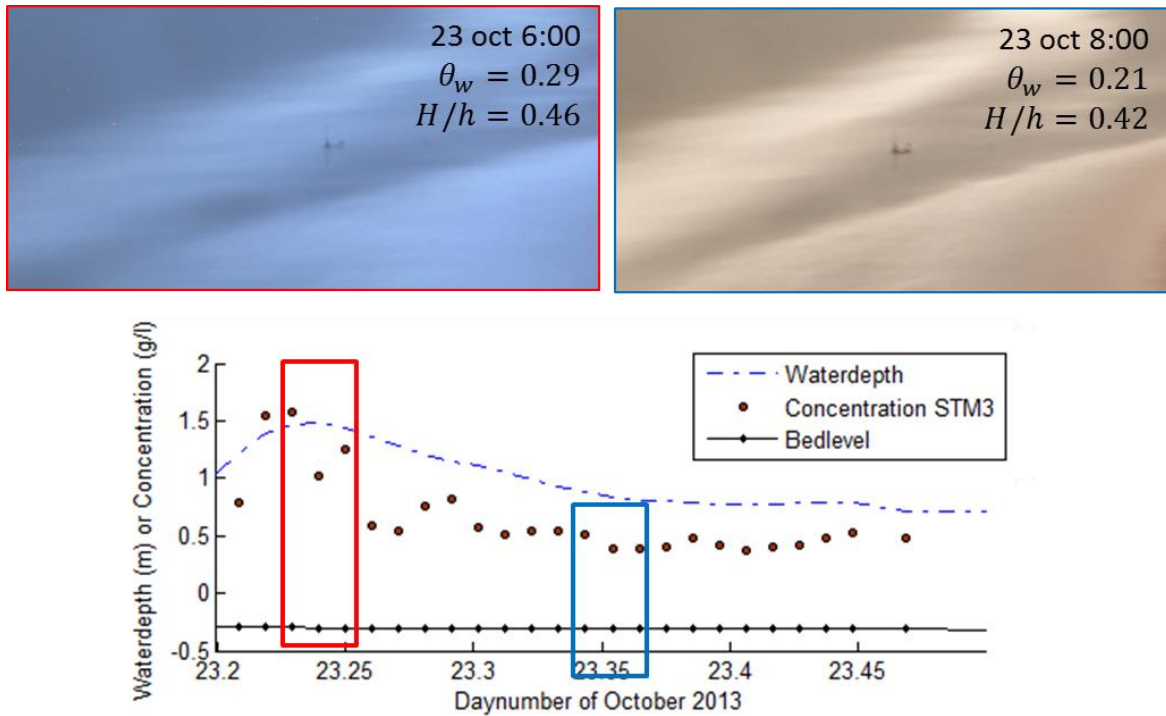 23 oct 6:00
θ_w = 0.29
H/h = 0.46
23 oct 8:00
θ_w = 0.21
H/h = 0.42
Waterdepth (m) or Concentration (g/l)
2
1.5
1
0.5
0
-0.5
Waterdepth
Concentration STM3
Bedlevel
23.2 23.25 23.3 23.35 23.4 23.45
Daynumber of October 2013